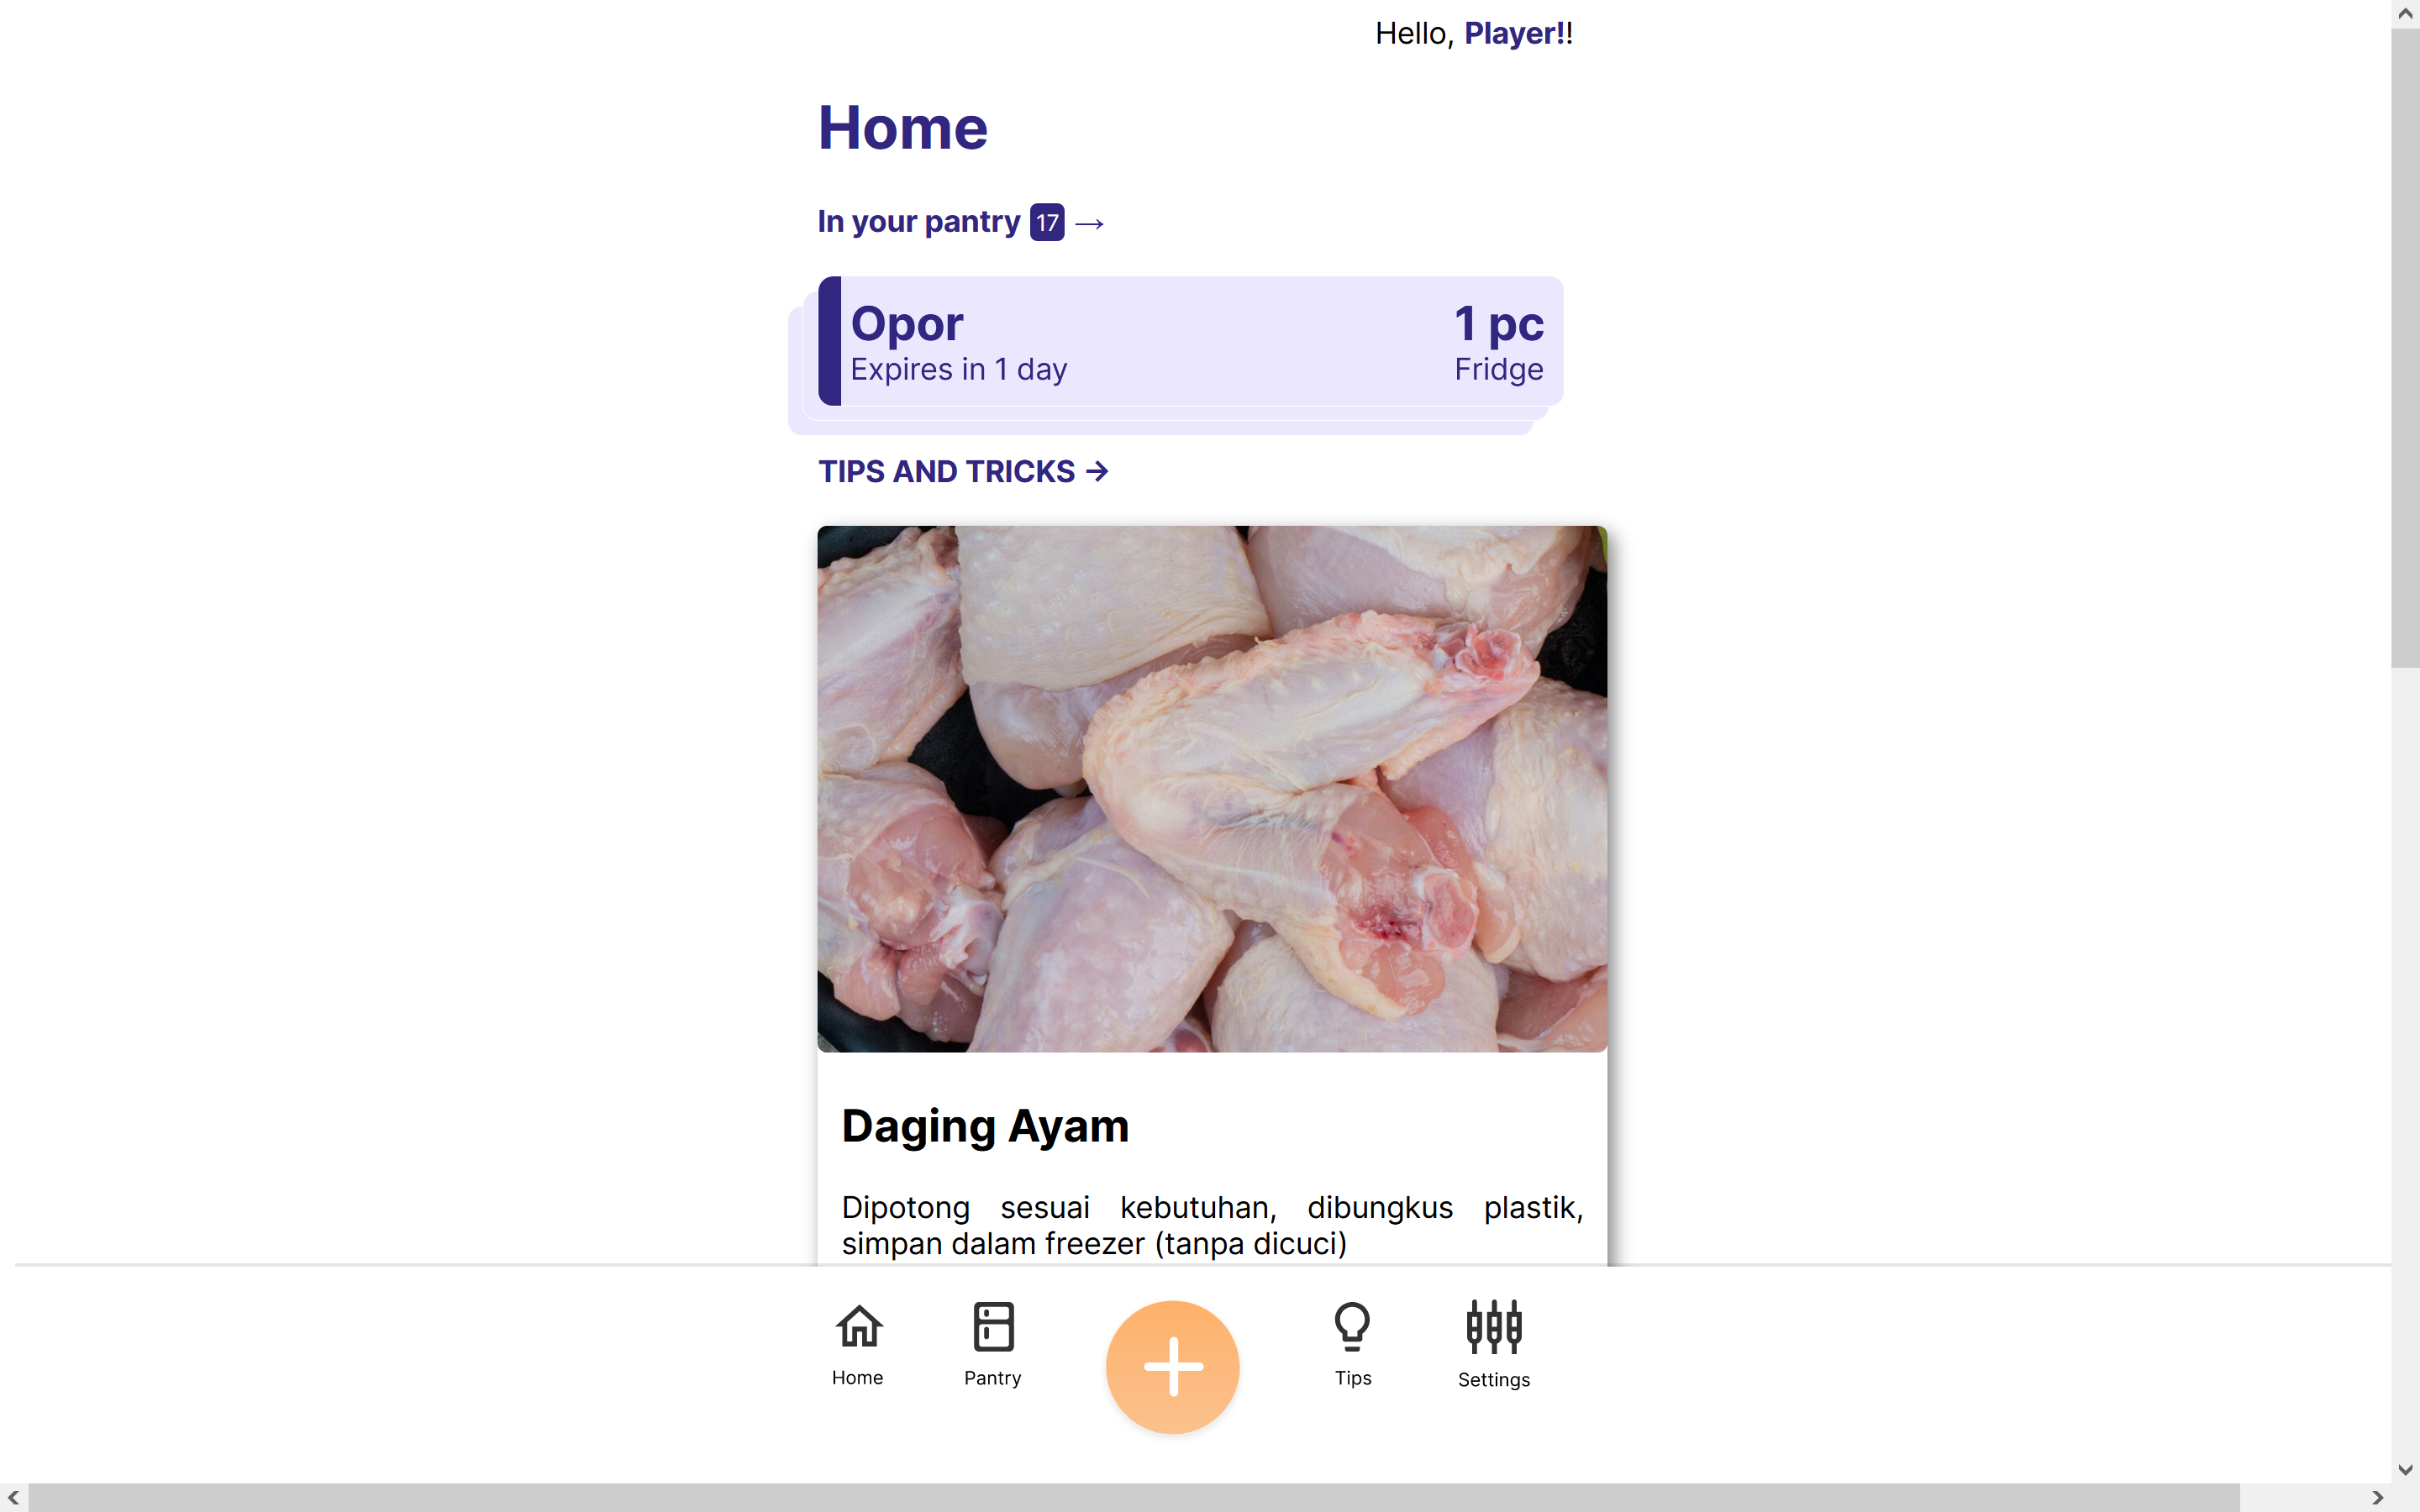 Hello, Player!!
Home
In your pantry 17 →
Opor
1 pc
Expires in 1 day
Fridge
TIPS AND TRICKS →
Daging Ayam
Dipotong sesuai kebutuhan, dibungkus plastik,
simpan dalam freezer (tanpa dicuci)
Home
Pantry
Tips
Settings